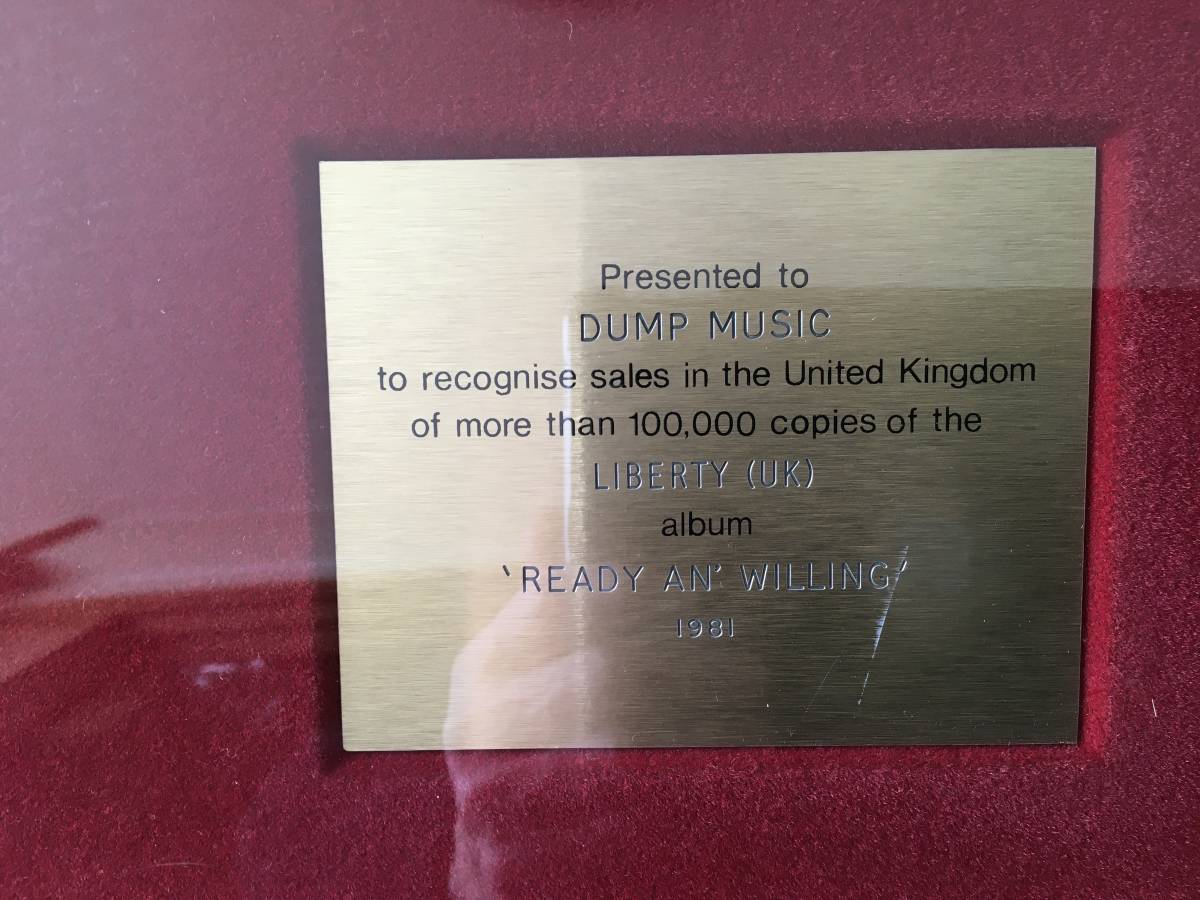 Presented to
DUMP MUSIC
to recognise sales in the United Kingdom
of more than 100,000 copies of the
LIBERTY (UK)
album
'READY AN' WILLING'
1981